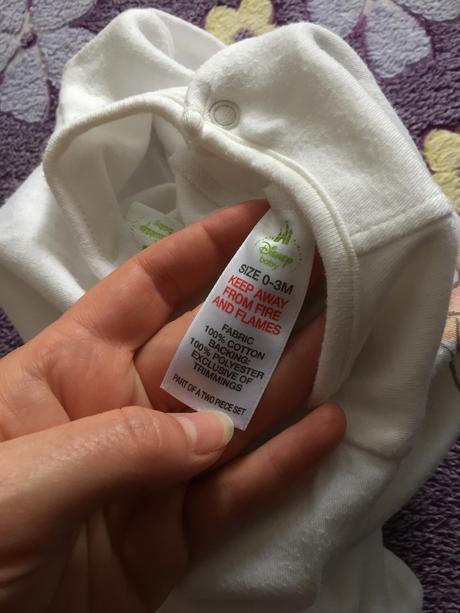 Disney
baby
SIZE 0-3M
KEEP AWAY
FROM FIRE
AND FLAMES
FABRIC
100% COTTON
BACKING:
100% POLYESTER
EXCLUSIVE OF
TRIMMINGS
PART OF A TWO PIECE SET